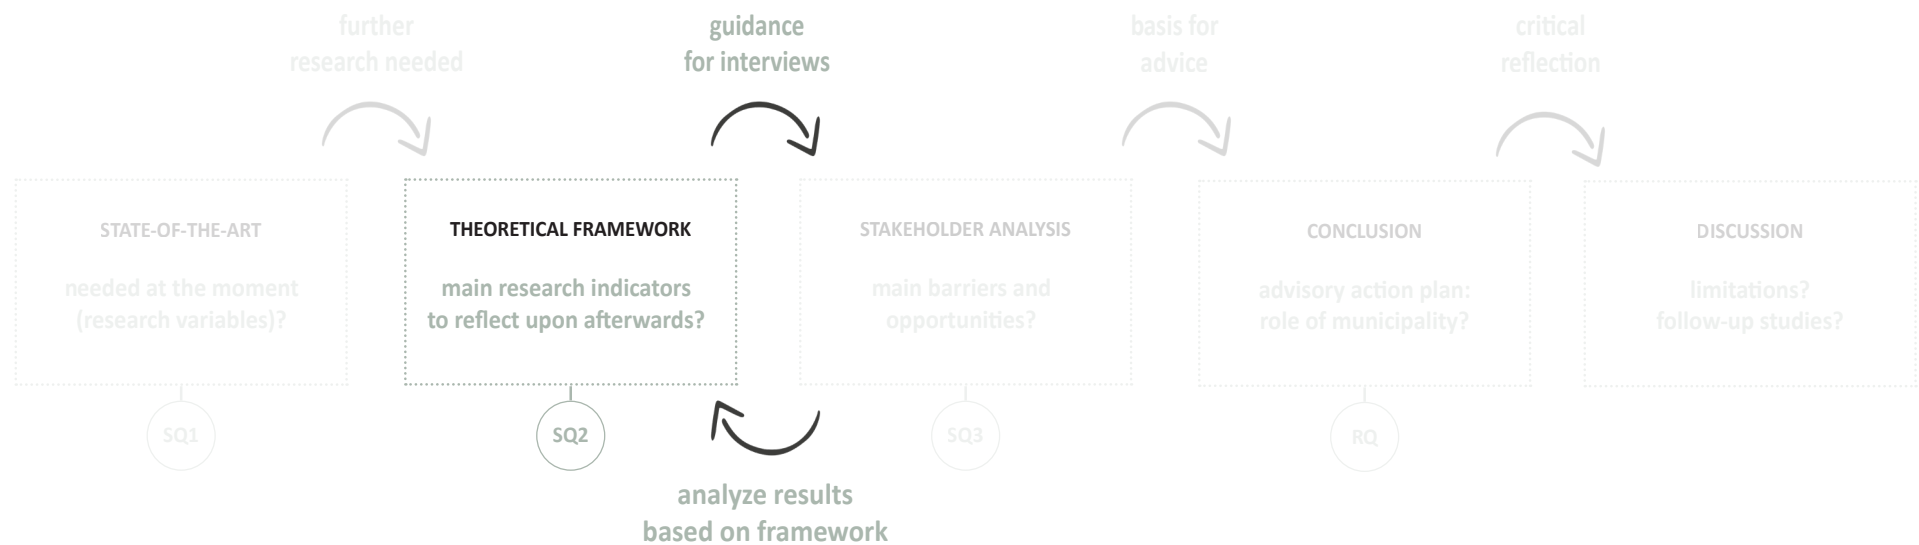 further
research needed
guidance
for interviews
basis for
advice
critical
reflection
STATE-OF-THE-ART
needed at the moment
(research variables)?
SQ1
THEORETICAL FRAMEWORK
main research indicators
to reflect upon afterwards?
SQ2
STAKEHOLDER ANALYSIS
main barriers and
opportunities?
SQ3
CONCLUSION
advisory action plan:
role of municipality?
RQ
DISCUSSION
limitations?
follow-up studies?
analyze results
based on framework